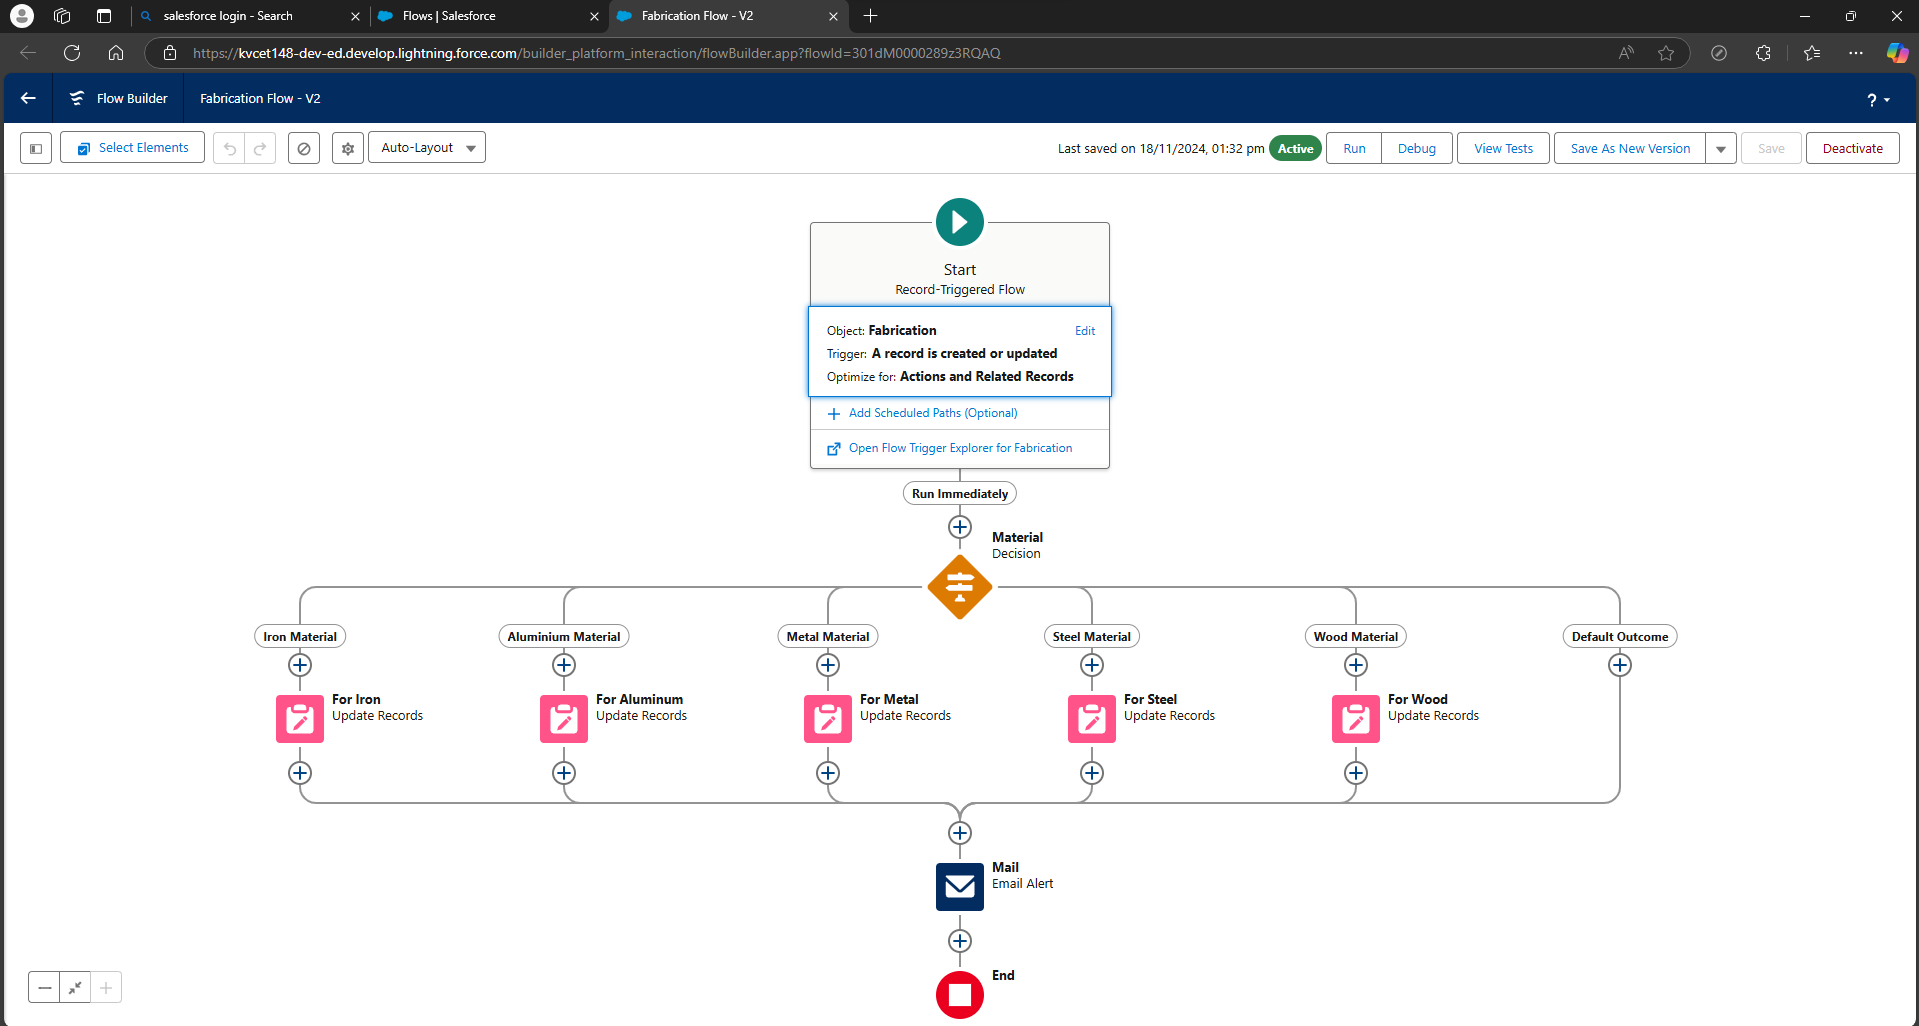 salesforce login - Search
Flows | Salesforce
Fabrication Flow - V2
https://kvcet148-dev-ed.develop.lightning.force.com/builder_platform_interaction/flowBuilder.app?flowId=301dM0000289z3RQAQ
Flow Builder
Fabrication Flow - V2
?
Select Elements
Auto-Layout
Last saved on 18/11/2024, 01:32 pm
Active
Run
Debug
View Tests
Save As New Version
Save
Deactivate
Start
Record-Triggered Flow
Object: Fabrication
Edit
Trigger: A record is created or updated
Optimize for: Actions and Related Records
Add Scheduled Paths (Optional)
Open Flow Trigger Explorer for Fabrication
Run Immediately
Material
Decision
Iron Material
Aluminium Material
Metal Material
Steel Material
Wood Material
Default Outcome
For Iron
Update Records
For Aluminum
Update Records
For Metal
Update Records
For Steel
Update Records
For Wood
Update Records
Mail
Email Alert
End